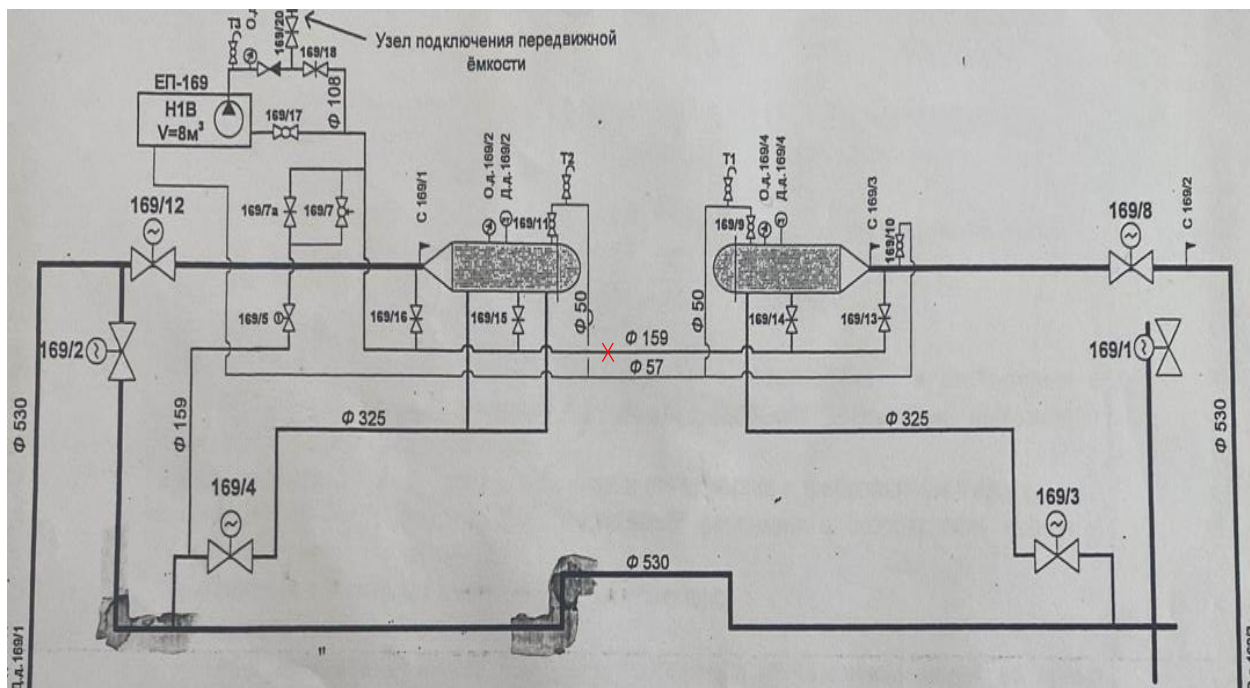 Т3
О.
169/20
Узел подключения передвижной
ёмкости
169/18
ЕП-169
Н1В
V=8м³
Ф 108
169/17
169/7а
169/7
С 169/1
О.д.169/2
Д.д.169/2
Т2
169/11
Т1
О.д.169/4
Д.д.169/4
169/9
С 169/3
169/10
169/8
С 169/2
169/12
169/5
169/16
169/15
Ф 50
Ф 50
169/14
169/13
169/2
Ф 159
Ф 57
169/1
Ф 530
Ф 159
Ф 325
Ф 325
Ф 530
169/4
169/3
Ф 530
Д.д.169/1